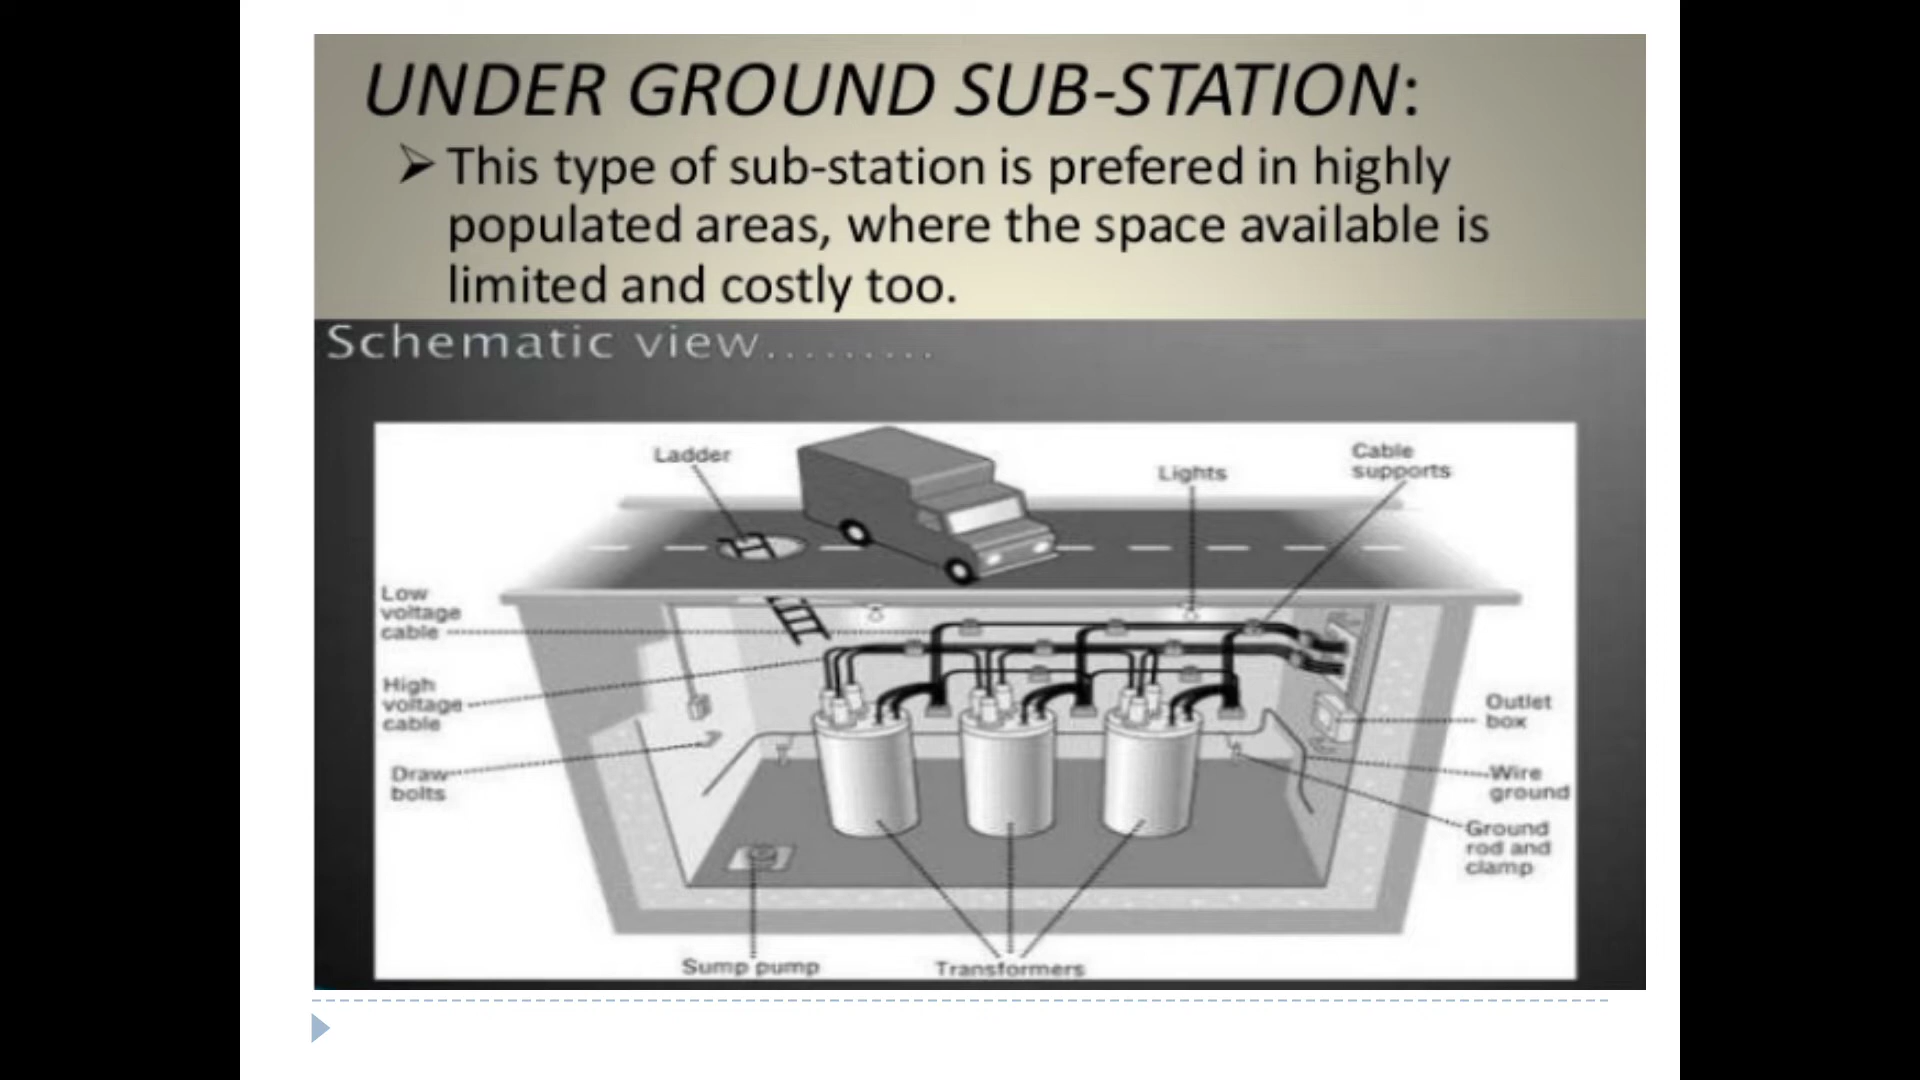 UNDER GROUND SUB-STATION:
This type of sub-station is prefered in highly
populated areas, where the space available is
limited and costly too.
Schematic view.........
Ladder
Lights
Cable
supports
Low
voltage
cable
High
voltage
cable
Draw
bolts
Outlet
box
Wire
ground
Ground
rod and
clamp
Sump pump
Transformers